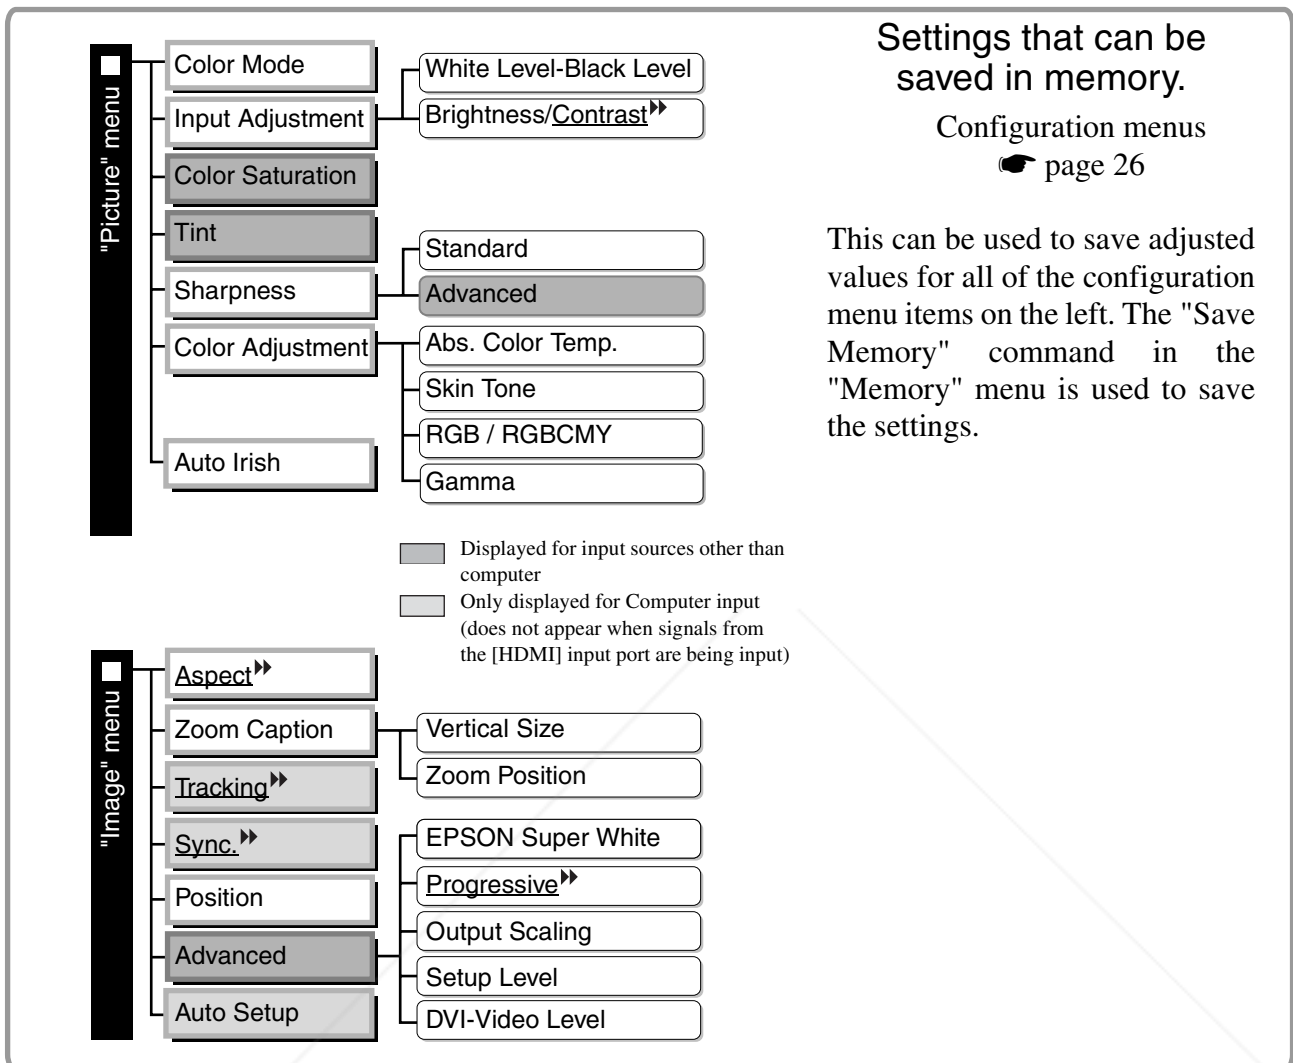 Settings that can be
saved in memory.
Configuration menus
☛ page 26
This can be used to save adjusted
values for all of the configuration
menu items on the left. The "Save
Memory" command in the
"Memory" menu is used to save
the settings.
"Picture" menu
Color Mode
Input Adjustment
White Level-Black Level
Brightness/Contrast
Color Saturation
Tint
Sharpness
Standard
Advanced
Color Adjustment
Abs. Color Temp.
Skin Tone
RGB / RGBCMY
Gamma
Auto Irish
Displayed for input sources other than
computer
Only displayed for Computer input
(does not appear when signals from
the [HDMI] input port are being input)
"Image" menu
Aspect
Zoom Caption
Vertical Size
Zoom Position
Tracking
Sync.
Position
Advanced
EPSON Super White
Progressive
Output Scaling
Setup Level
DVI-Video Level
Auto Setup